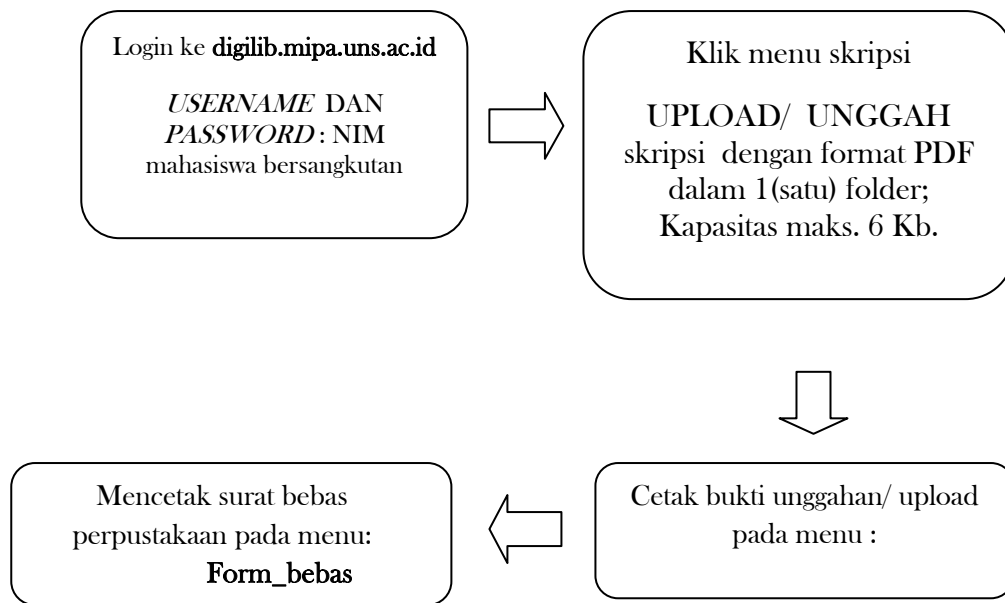 Login ke digilib.mipa.uns.ac.id
USERNAME DAN
PASSWORD : NIM
mahasiswa bersangkutan
Klik menu skripsi
UPLOAD/ UNGGAH
skripsi dengan format PDF
dalam 1(satu) folder;
Kapasitas maks. 6 Kb.
Cetak bukti unggahan/ upload
pada menu :
Mencetak surat bebas
perpustakaan pada menu:
Form_bebas